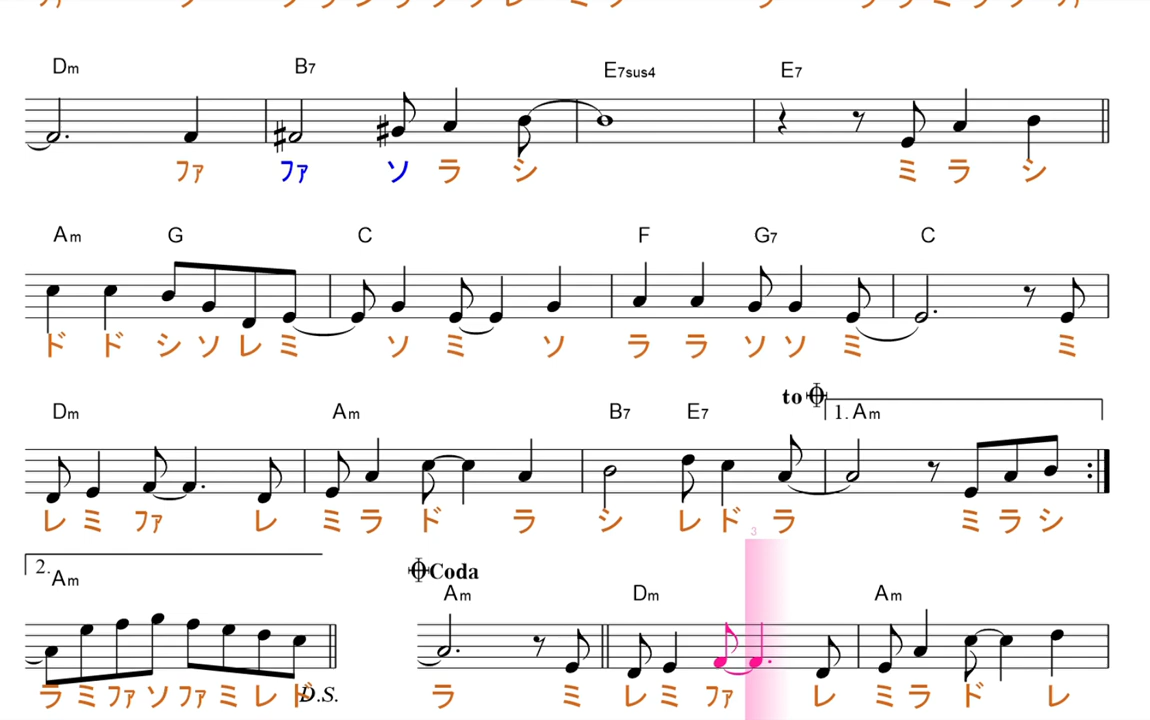 Dm B7 E7sus4 E7
ファ ファ ソ ラ シ ミ ラ シ
Am G C F G7 C
ド ド シ ソ レ ミ ソ ミ ソ ラ ラ ソ ソ ミ ミ
to
Dm Am B7 E7 1. Am
レ ミ ファ レ ミ ラ ド ラ シ レ ド ラ ミ ラ シ
3
2. Coda
Am Am Dm Am
ラ ミ ファ ソ ファ ミ レ ド D.S. ラ ミ レ ミ ファ レ ミ ラ ド レ